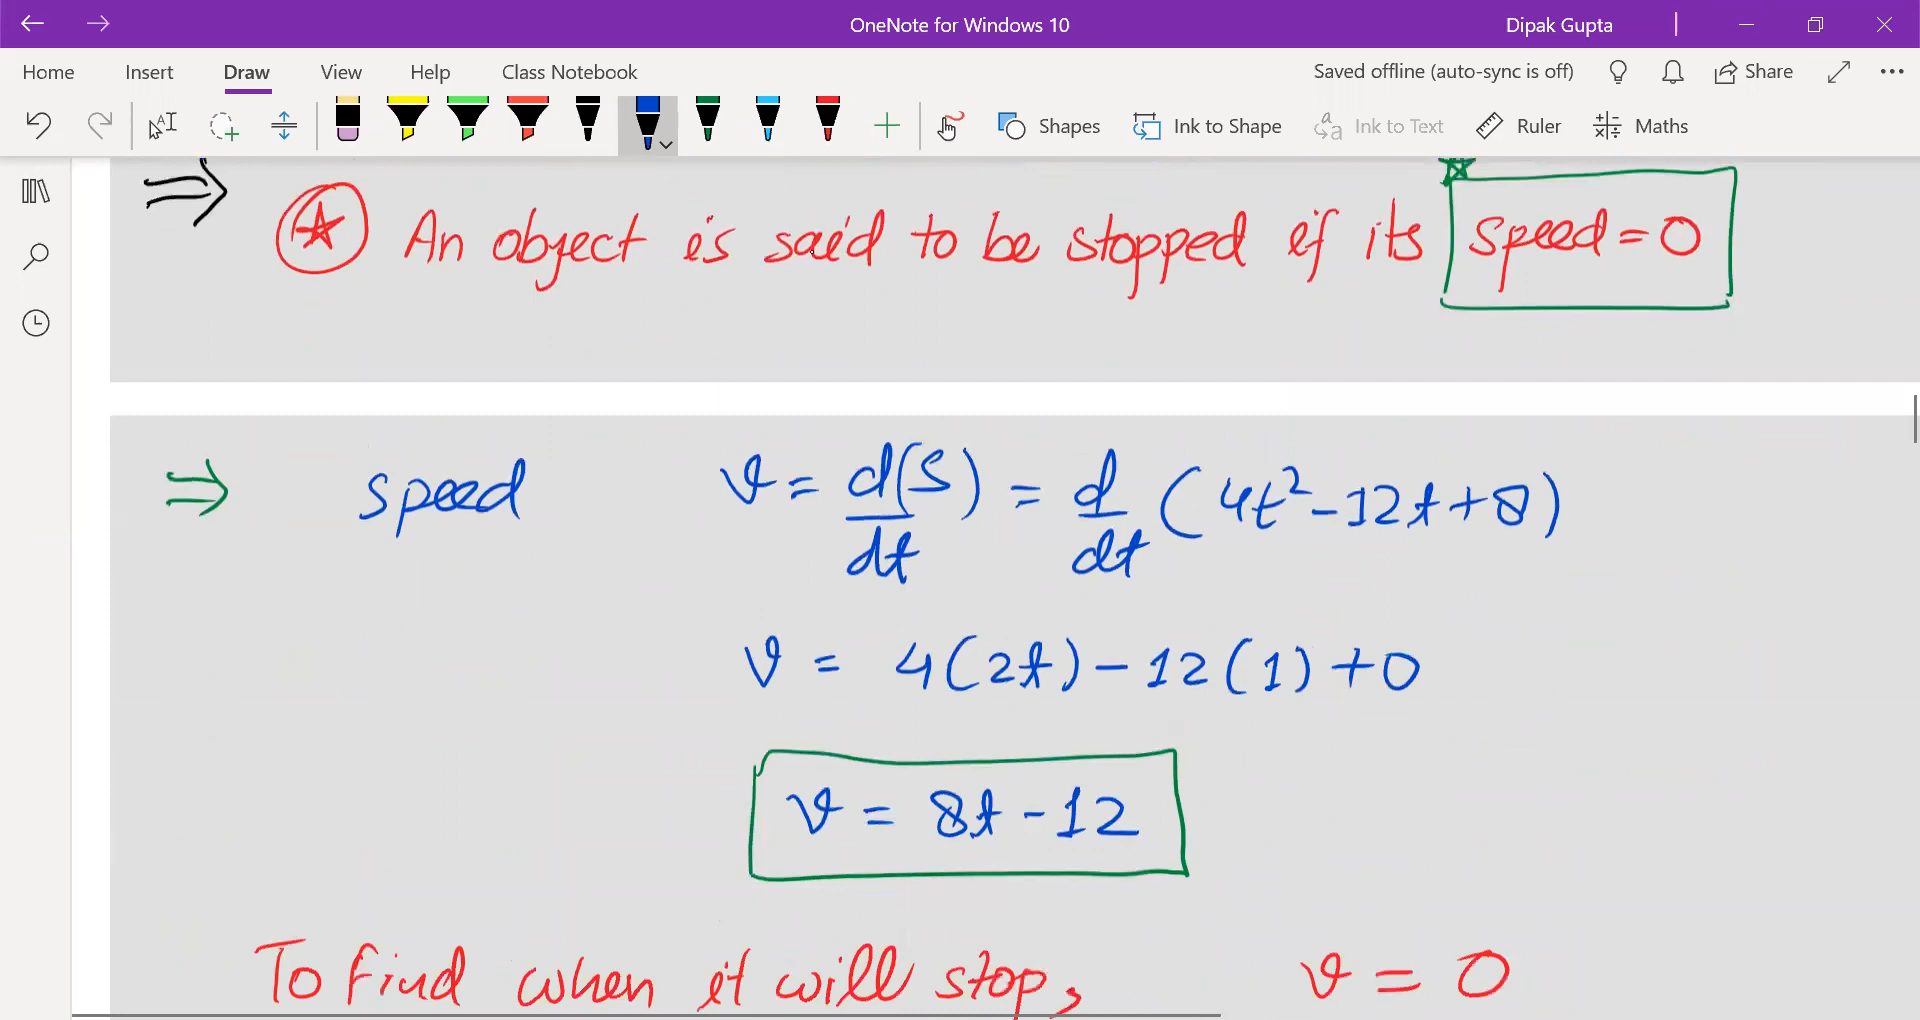 OneNote for Windows 10
Dipak Gupta
Home Insert Draw View Help Class Notebook
Saved offline (auto-sync is off) Share
Shapes Ink to Shape Ink to Text Ruler Maths
⇒ ☆ An object is said to be stopped if its speed = 0
⇒ speed v = d(S)/dt = d/dt (4t² - 12t + 8)
v = 4(2t) - 12(1) + 0
v = 8t - 12
To find when it will stop, v = 0